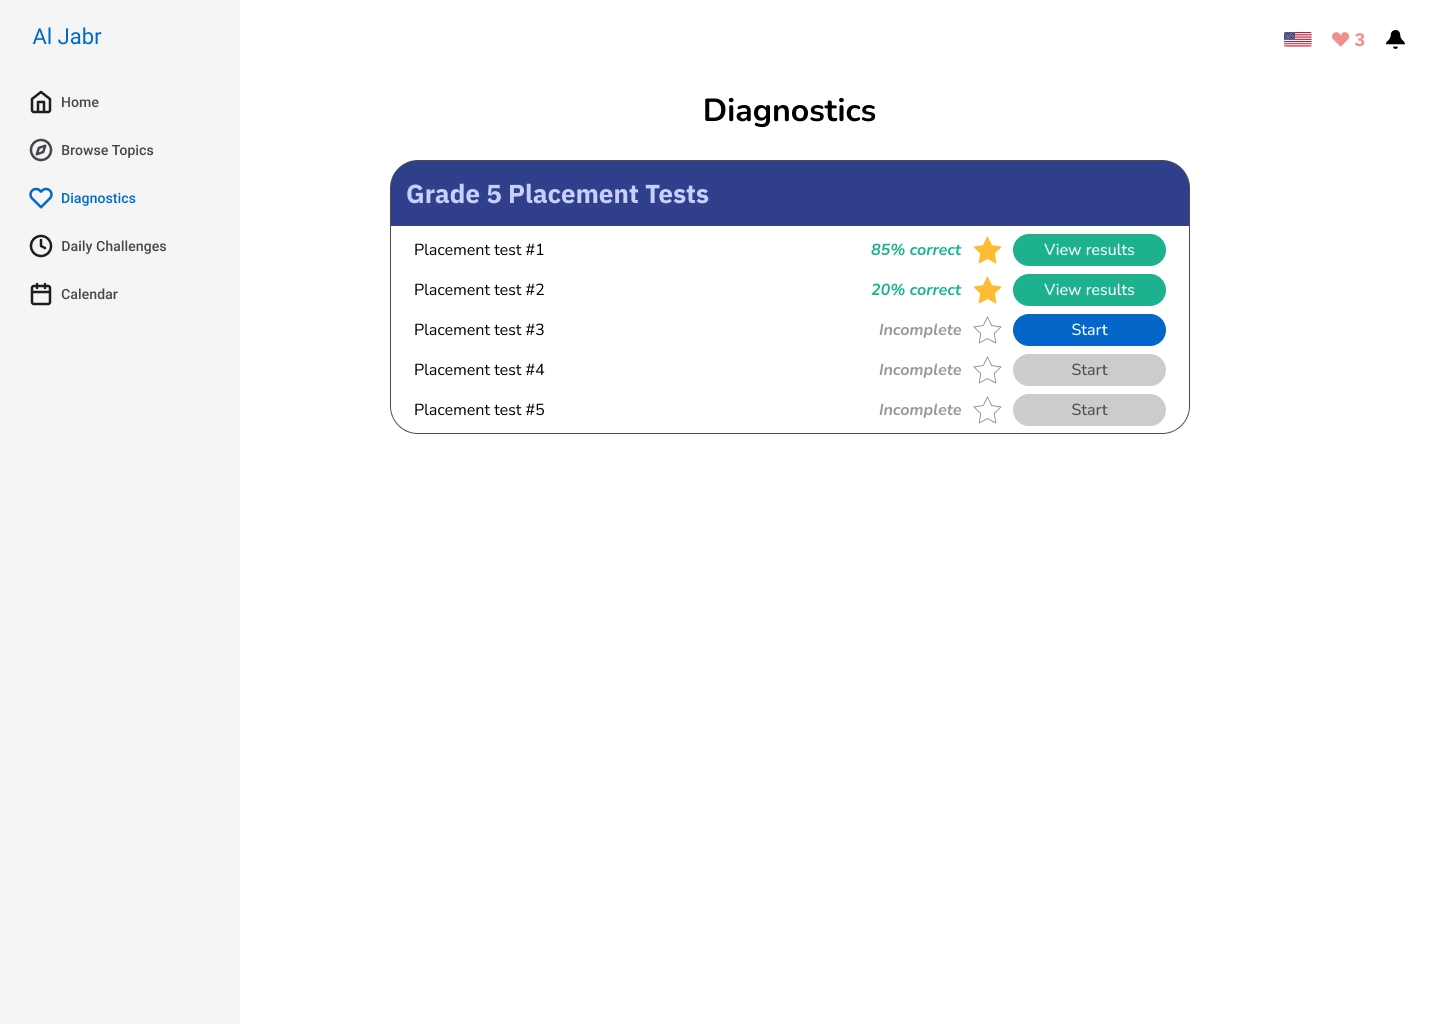 Al Jabr
Home
Browse Topics
Diagnostics
Daily Challenges
Calendar
3
Diagnostics
Grade 5 Placement Tests
Placement test #1 85% correct View results
Placement test #2 20% correct View results
Placement test #3 Incomplete Start
Placement test #4 Incomplete Start
Placement test #5 Incomplete Start